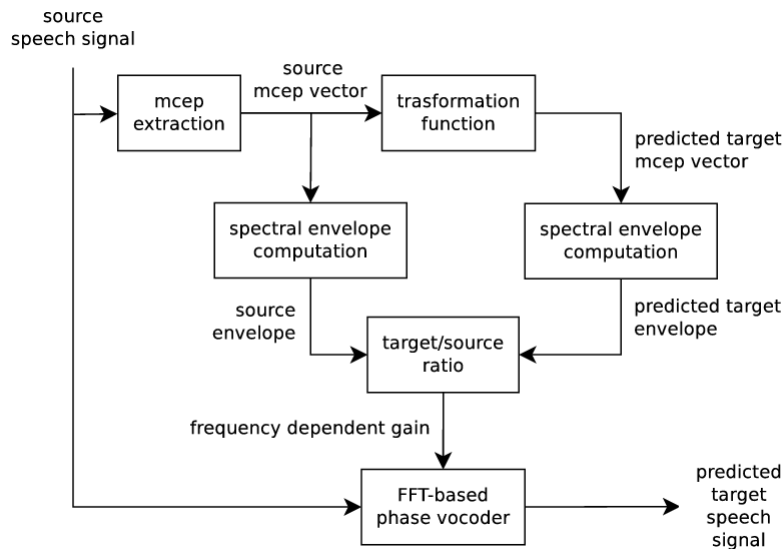 source
speech signal
mcep
extraction
source
mcep vector
trasformation
function
predicted target
mcep vector
spectral envelope
computation
spectral envelope
computation
source
envelope
predicted target
envelope
target/source
ratio
frequency dependent gain
FFT-based
phase vocoder
predicted
target
speech
signal